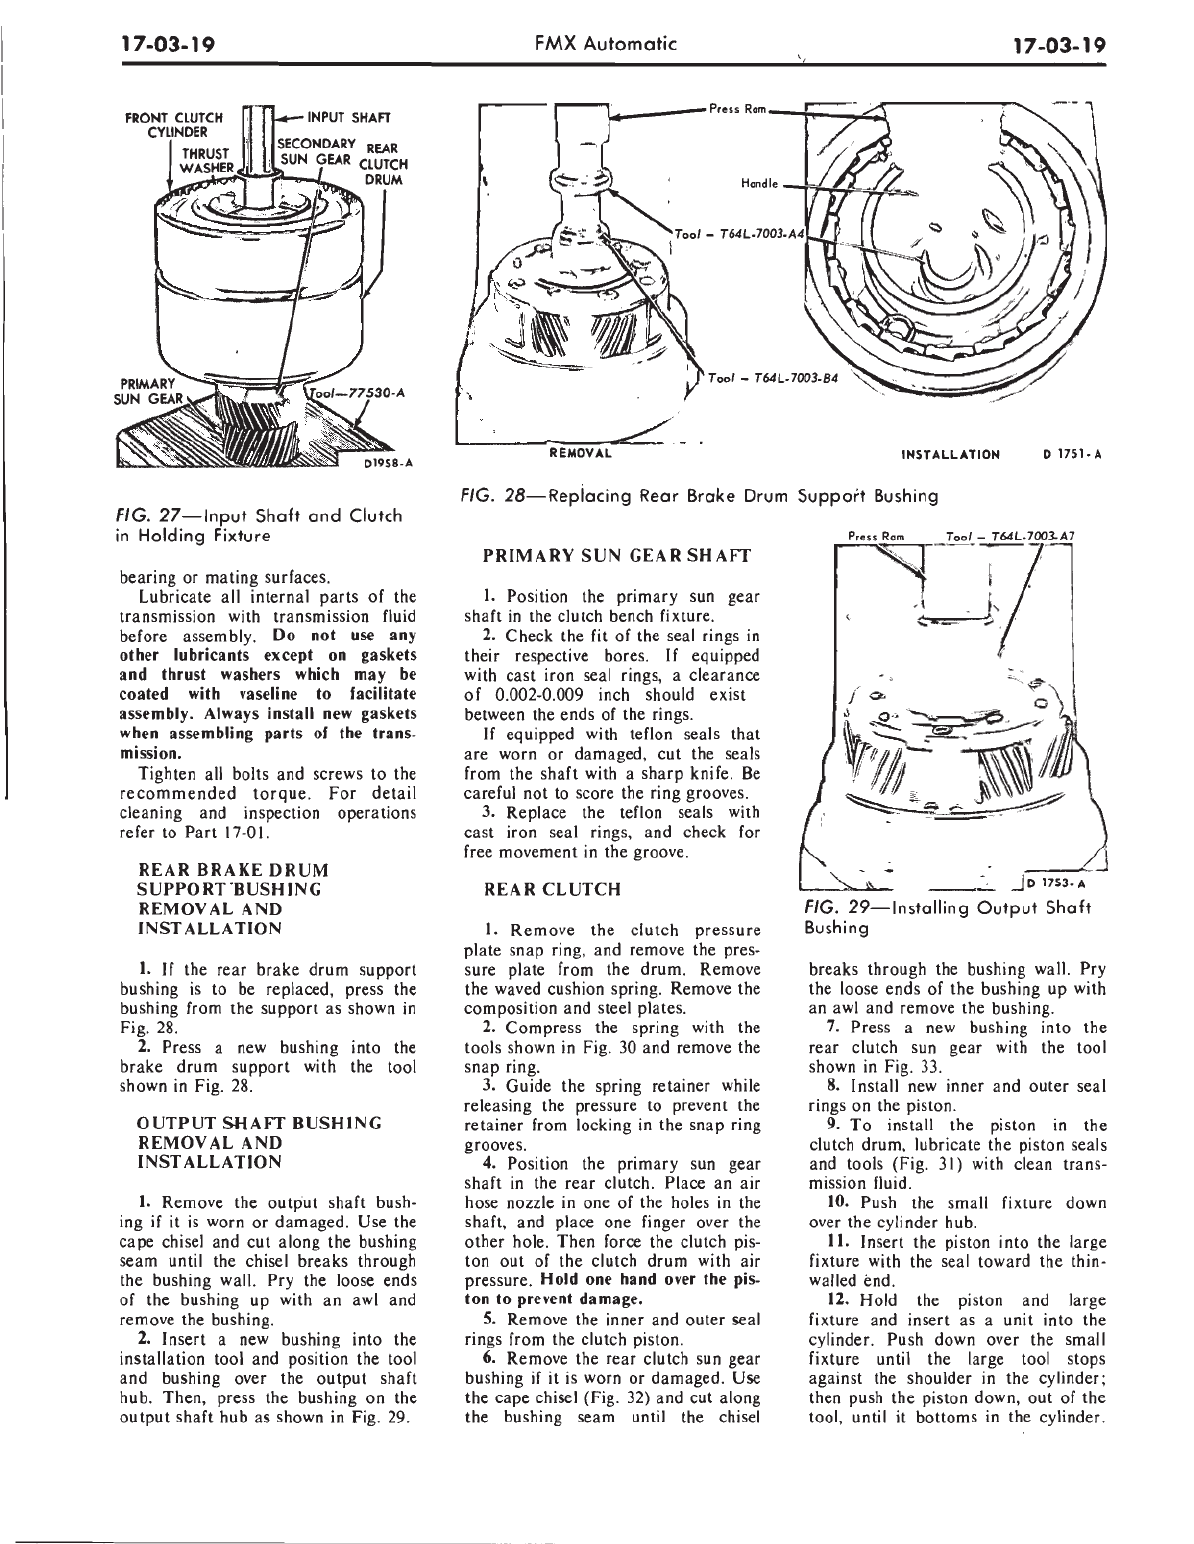 17-03-19
FMX Automatic
17-03-19
FRONT CLUTCH
CYLINDER
INPUT SHAFT
THRUST
WASHER
SECONDARY
SUN GEAR
REAR
CLUTCH
DRUM
PRIMARY
SUN GEAR
Tool—77530-A
D1958-A
Press Ram
Handle
Tool – T64L-7003-A4
Tool – T64L-7003-B4
REMOVAL
INSTALLATION
D 1751-A
FIG. 27—Input Shaft and Clutch
in Holding Fixture
FIG. 28—Replacing Rear Brake Drum Support Bushing
bearing or mating surfaces.
Lubricate all internal parts of the
transmission with transmission fluid
before assembly. Do not use any
other lubricants except on gaskets
and thrust washers which may be
coated with vaseline to facilitate
assembly. Always install new gaskets
when assembling parts of the trans-
mission.
Tighten all bolts and screws to the
recommended torque. For detail
cleaning and inspection operations
refer to Part 17-01.
REAR BRAKE DRUM
SUPPORT BUSHING
REMOVAL AND
INSTALLATION
1. If the rear brake drum support
bushing is to be replaced, press the
bushing from the support as shown in
Fig. 28.
2. Press a new bushing into the
brake drum support with the tool
shown in Fig. 28.
OUTPUT SHAFT BUSHING
REMOVAL AND
INSTALLATION
1. Remove the output shaft bush-
ing if it is worn or damaged. Use the
cape chisel and cut along the bushing
seam until the chisel breaks through
the bushing wall. Pry the loose ends
of the bushing up with an awl and
remove the bushing.
2. Insert a new bushing into the
installation tool and position the tool
and bushing over the output shaft
hub. Then, press the bushing on the
output shaft hub as shown in Fig. 29.
PRIMARY SUN GEAR SHAFT
1. Position the primary sun gear
shaft in the clutch bench fixture.
2. Check the fit of the seal rings in
their respective bores. If equipped
with cast iron seal rings, a clearance
of 0.002-0.009 inch should exist
between the ends of the rings.
If equipped with teflon seals that
are worn or damaged, cut the seals
from the shaft with a sharp knife. Be
careful not to score the ring grooves.
3. Replace the teflon seals with
cast iron seal rings, and check for
free movement in the groove.
REAR CLUTCH
1. Remove the clutch pressure
plate snap ring, and remove the pres-
sure plate from the drum. Remove
the waved cushion spring. Remove the
composition and steel plates.
2. Compress the spring with the
tools shown in Fig. 30 and remove the
snap ring.
3. Guide the spring retainer while
releasing the pressure to prevent the
retainer from locking in the snap ring
grooves.
4. Position the primary sun gear
shaft in the rear clutch. Place an air
hose nozzle in one of the holes in the
shaft, and place one finger over the
other hole. Then force the clutch pis-
ton out of the clutch drum with air
pressure. Hold one hand over the pis-
ton to prevent damage.
5. Remove the inner and outer seal
rings from the clutch piston.
6. Remove the rear clutch sun gear
bushing if it is worn or damaged. Use
the cape chisel (Fig. 32) and cut along
the bushing seam until the chisel
Press Ram
Tool – T64L-7003-A7
D 1753-A
FIG. 29—Installing Output Shaft
Bushing
breaks through the bushing wall. Pry
the loose ends of the bushing up with
an awl and remove the bushing.
7. Press a new bushing into the
rear clutch sun gear with the tool
shown in Fig. 33.
8. Install new inner and outer seal
rings on the piston.
9. To install the piston in the
clutch drum, lubricate the piston seals
and tools (Fig. 31) with clean trans-
mission fluid.
10. Push the small fixture down
over the cylinder hub.
11. Insert the piston into the large
fixture with the seal toward the thin-
walled end.
12. Hold the piston and large
fixture and insert as a unit into the
cylinder. Push down over the small
fixture until the large tool stops
against the shoulder in the cylinder;
then push the piston down, out of the
tool, until it bottoms in the cylinder.